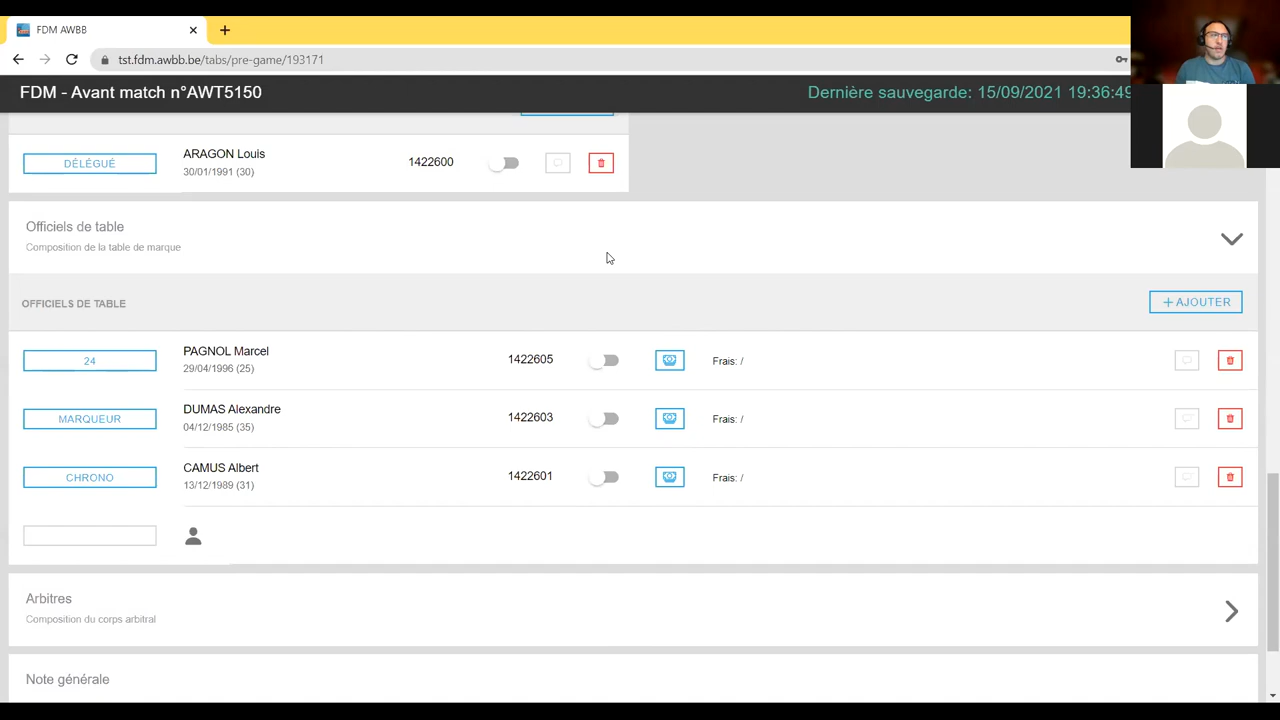 FDM AWBB
tst.fdm.awbb.be/tabs/pre-game/193171
FDM - Avant match n°AWT5150
Dernière sauvegarde: 15/09/2021 19:36:49
DÉLÉGUÉ
ARAGON Louis
1422600
30/01/1991 (30)
Officiels de table
Composition de la table de marque
OFFICIELS DE TABLE
+ AJOUTER
24
PAGNOL Marcel
1422605
Frais: /
29/04/1996 (25)
MARQUEUR
DUMAS Alexandre
1422603
Frais: /
04/12/1985 (35)
CHRONO
CAMUS Albert
1422601
Frais: /
13/12/1989 (31)
Arbitres
Composition du corps arbitral
Note générale